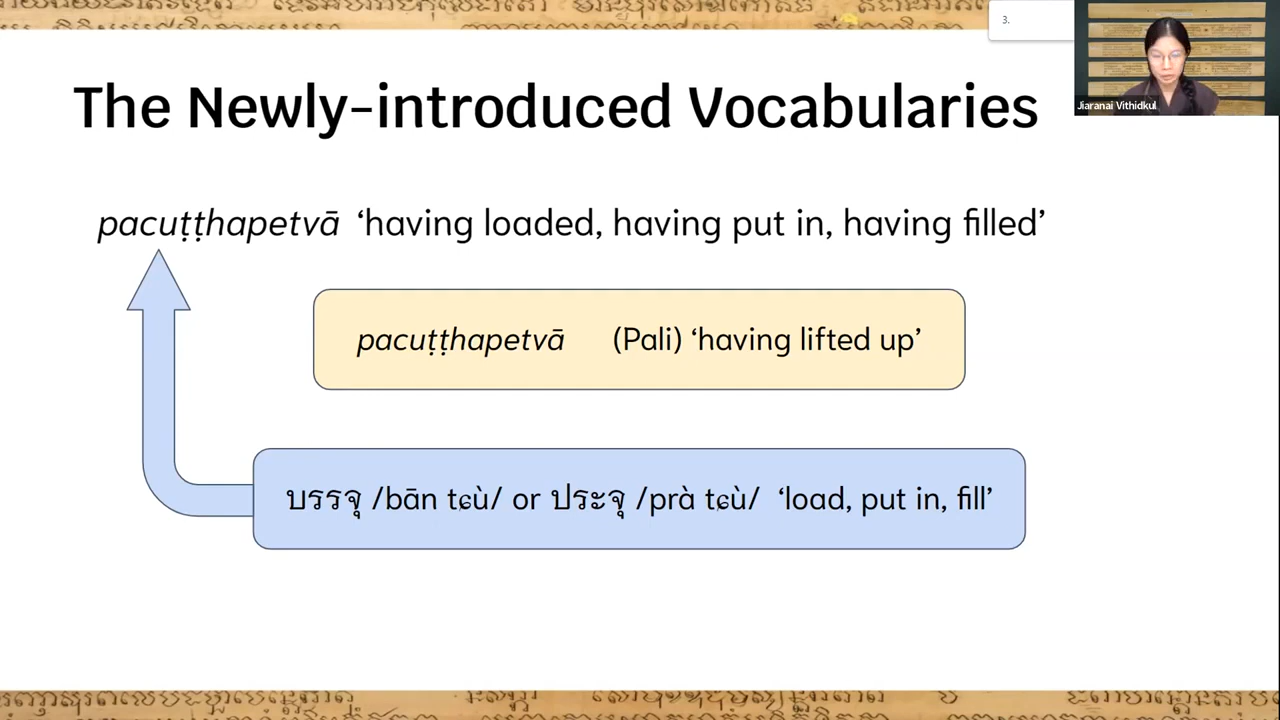 3.
Jiaranai Vithidkul
The Newly-introduced Vocabularies
pacuṭṭhapetvā ‘having loaded, having put in, having filled’
pacuṭṭhapetvā (Pali) ‘having lifted up’
บรรจุ /bān tɕù/ or ประจุ /prà tɕù/ ‘load, put in, fill’